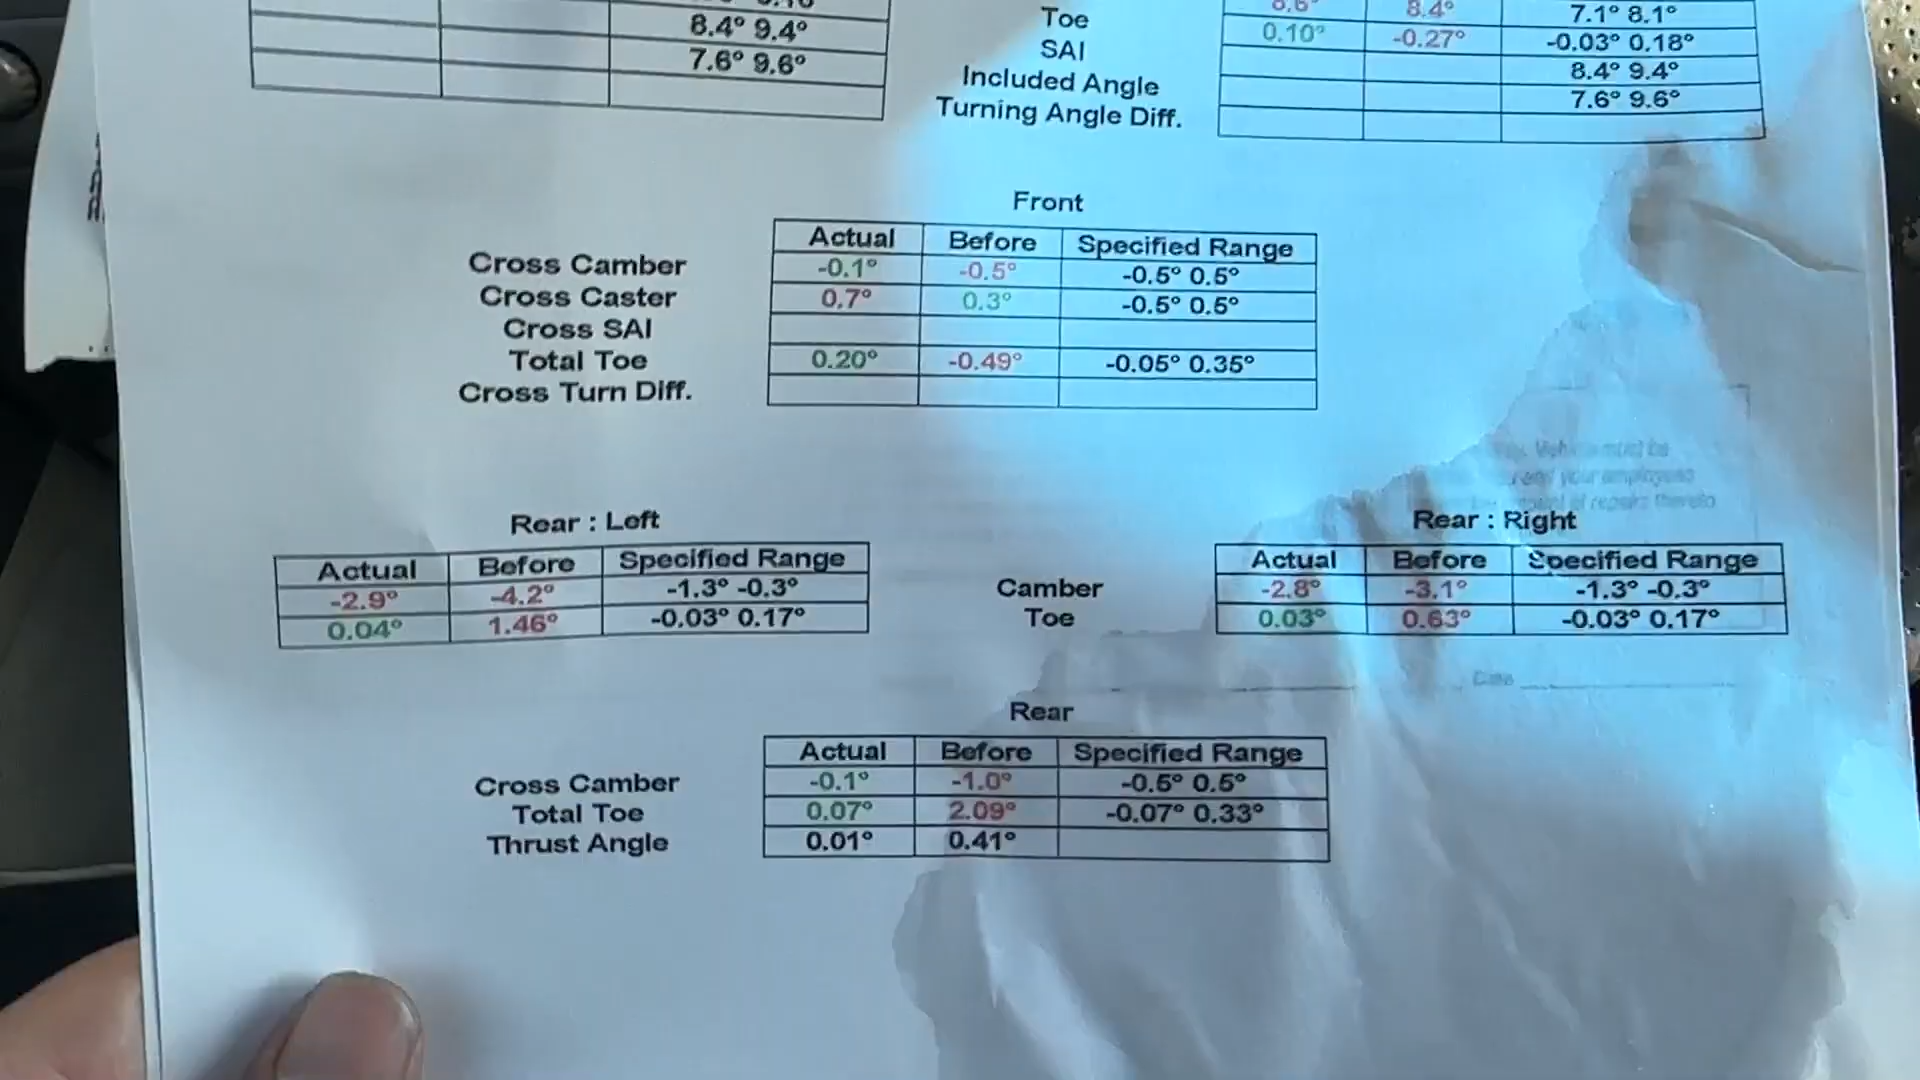 8.4° 9.4°
7.6° 9.6°
Toe 8.4° 7.1° 8.1°
SAI 0.10° -0.27° -0.03° 0.18°
Included Angle 8.4° 9.4°
Turning Angle Diff. 7.6° 9.6°
Front
Actual Before Specified Range
Cross Camber -0.1° -0.5° -0.5° 0.5°
Cross Caster 0.7° 0.3° -0.5° 0.5°
Cross SAI
Total Toe 0.20° -0.49° -0.05° 0.35°
Cross Turn Diff.
Rear : Left
Actual Before Specified Range
-2.9° -4.2° -1.3° -0.3°
0.04° 1.46° -0.03° 0.17°
Rear : Right
Actual Before Specified Range
Camber -2.8° -3.1° -1.3° -0.3°
Toe 0.03° 0.63° -0.03° 0.17°
Date
Rear
Actual Before Specified Range
Cross Camber -0.1° -1.0° -0.5° 0.5°
Total Toe 0.07° 2.09° -0.07° 0.33°
Thrust Angle 0.01° 0.41°